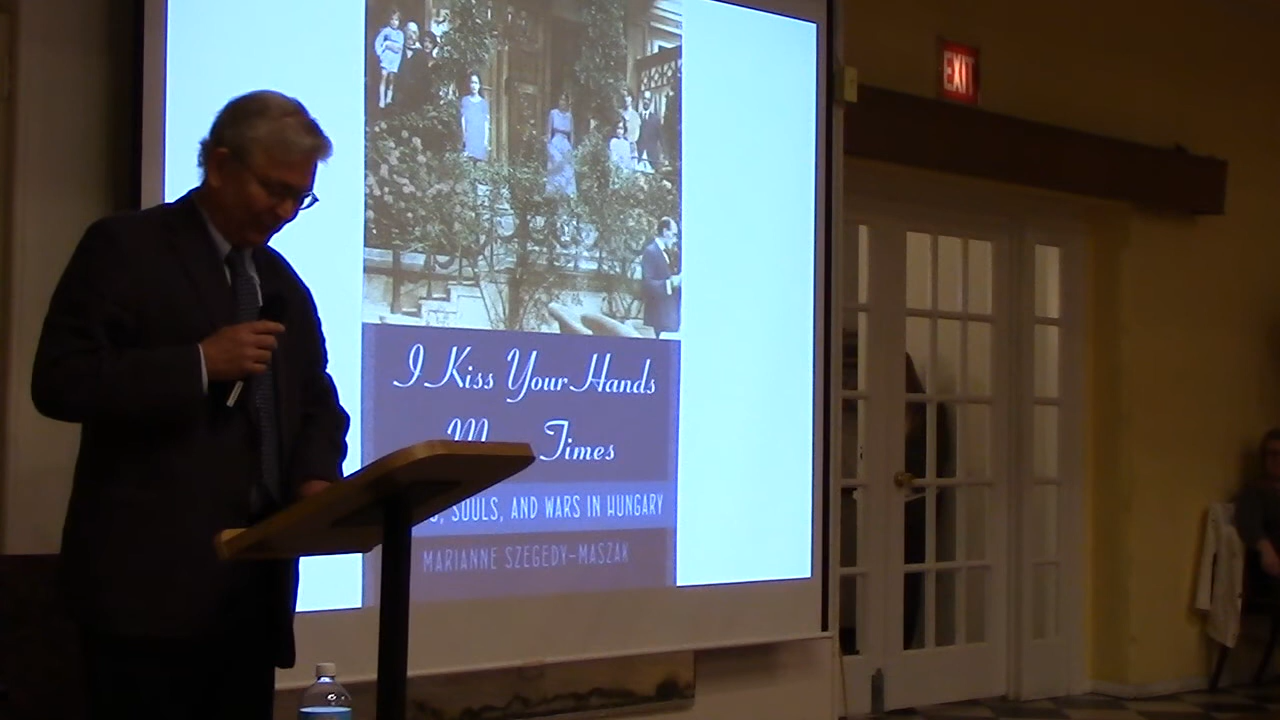 EXIT
I Kiss Your Hands
Times
SOULS, AND WARS IN HUNGARY
MARIANNE SZEGEDY-MASZAK